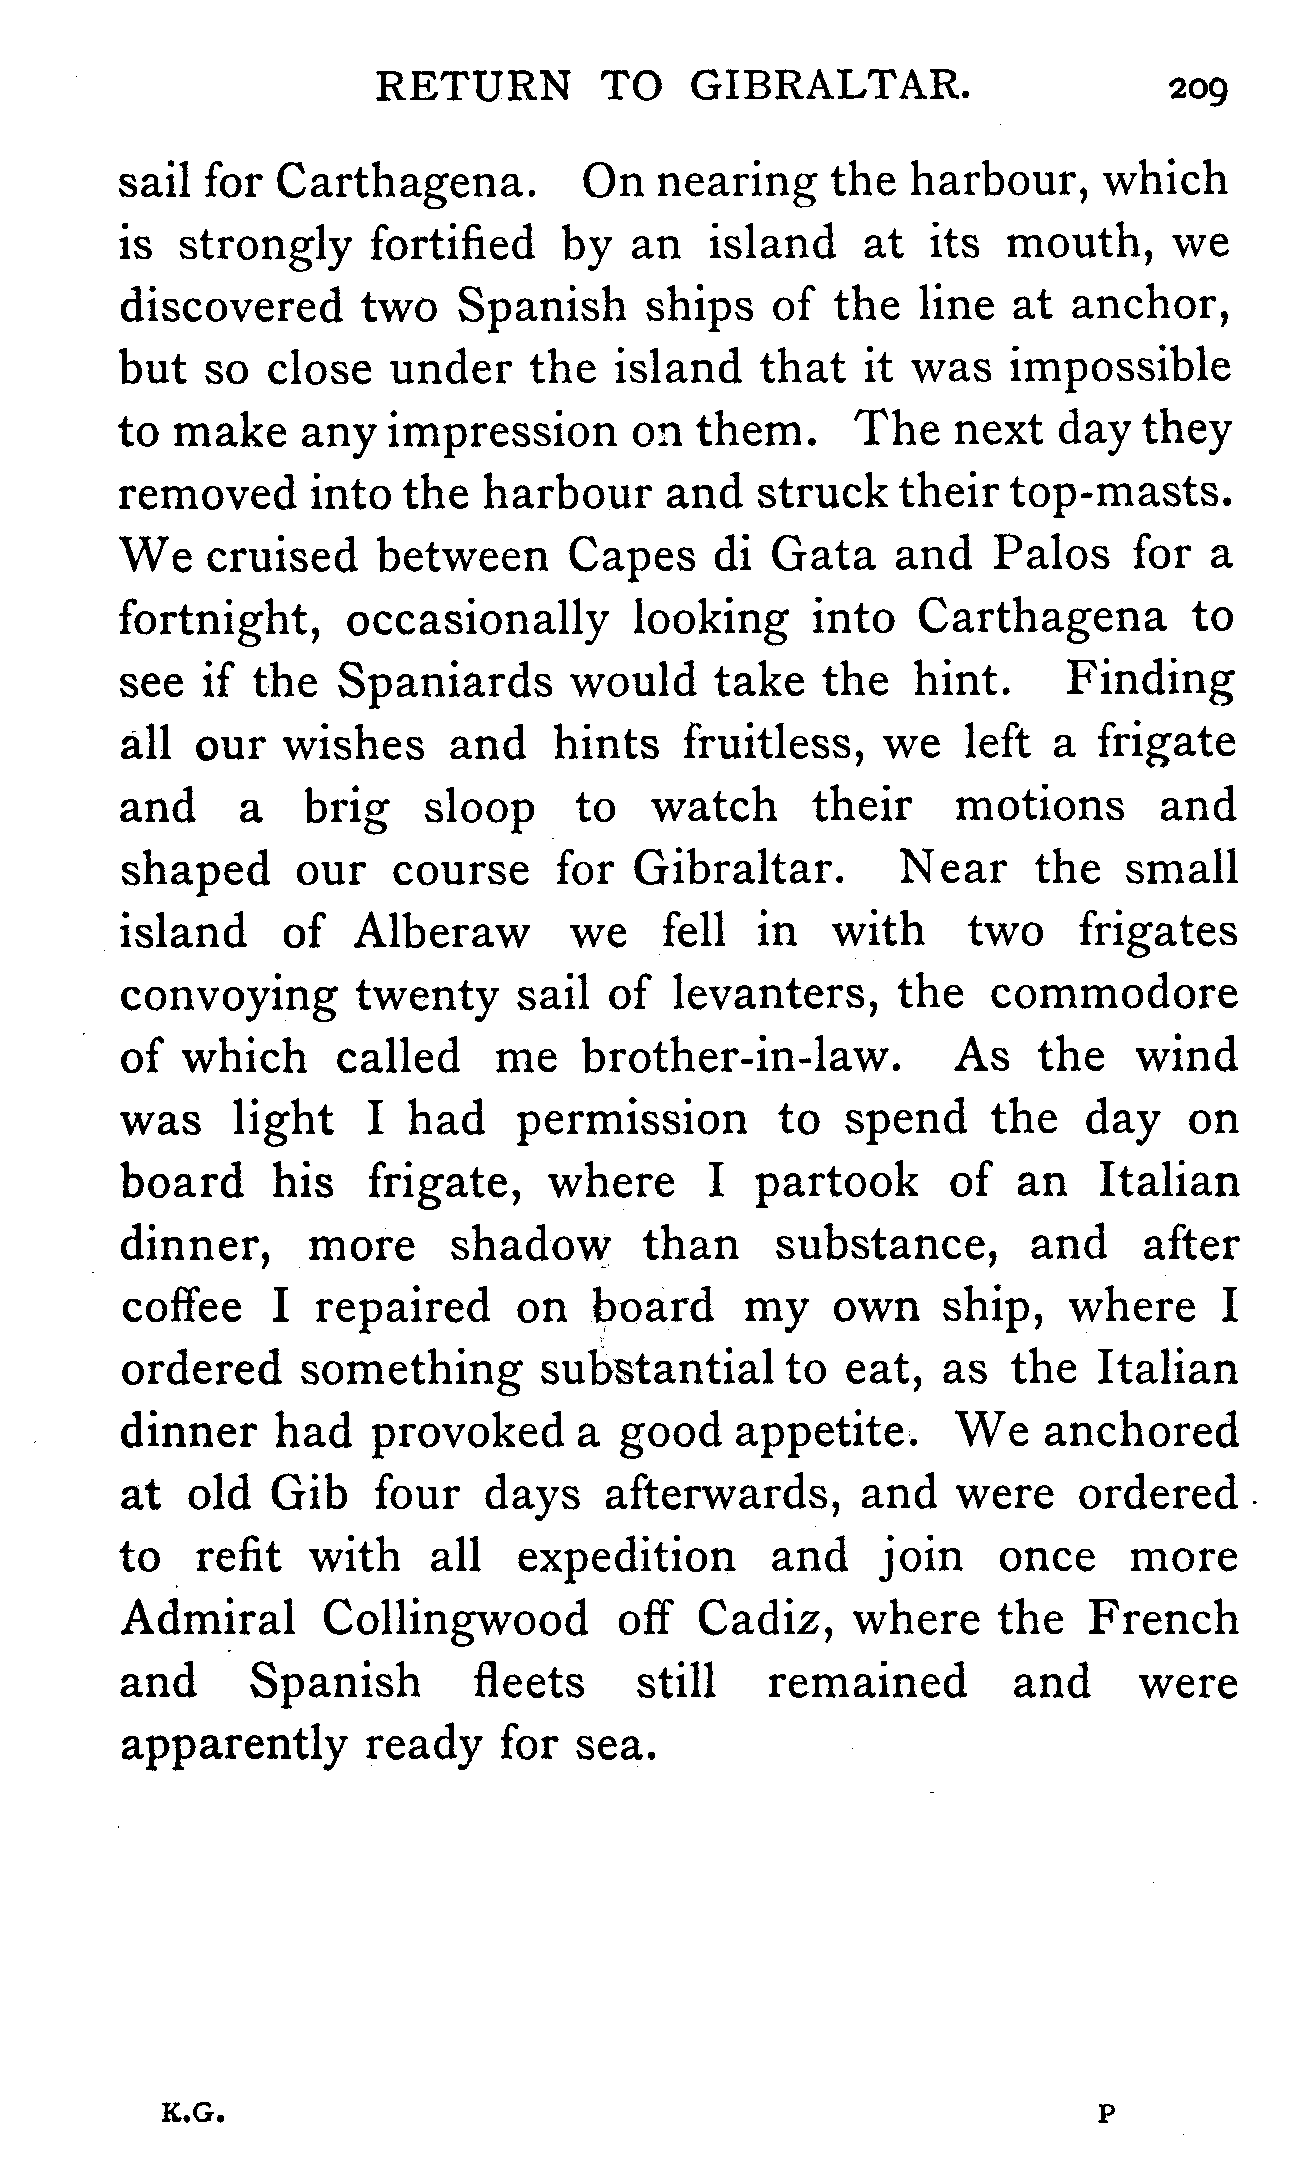 RETURN TO GIBRALTAR. 209
sail for Carthagena. On nearing the harbour, which
is strongly fortified by an island at its mouth, we
discovered two Spanish ships of the line at anchor,
but so close under the island that it was impossible
to make any impression on them. The next day they
removed into the harbour and struck their top-masts.
We cruised between Capes di Gata and Palos for a
fortnight, occasionally looking into Carthagena to
see if the Spaniards would take the hint. Finding
all our wishes and hints fruitless, we left a frigate
and a brig sloop to watch their motions and
shaped our course for Gibraltar. Near the small
island of Alberaw we fell in with two frigates
convoying twenty sail of levanters, the commodore
of which called me brother-in-law. As the wind
was light I had permission to spend the day on
board his frigate, where I partook of an Italian
dinner, more shadow than substance, and after
coffee I repaired on board my own ship, where I
ordered something substantial to eat, as the Italian
dinner had provoked a good appetite. We anchored
at old Gib four days afterwards, and were ordered
to refit with all expedition and join once more
Admiral Collingwood off Cadiz, where the French
and Spanish fleets still remained and were
apparently ready for sea.
K.G. P